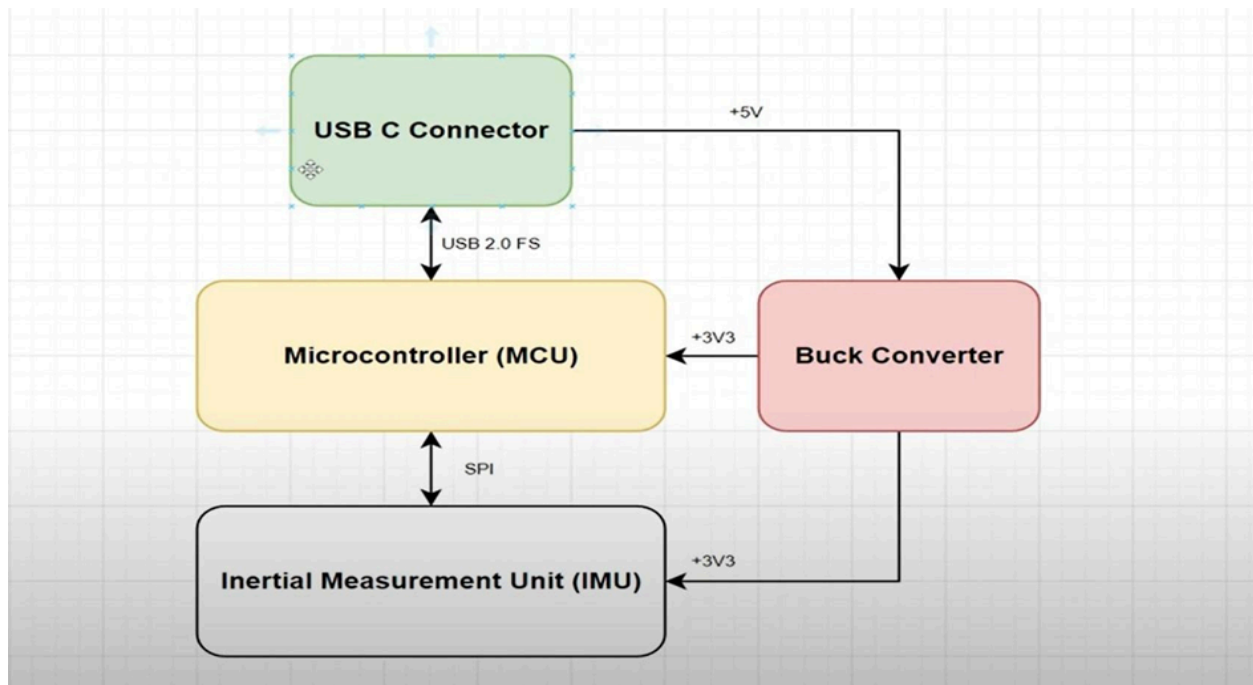 +5V
USB C Connector
USB 2.0 FS
+3V3
Microcontroller (MCU)
Buck Converter
SPI
+3V3
Inertial Measurement Unit (IMU)